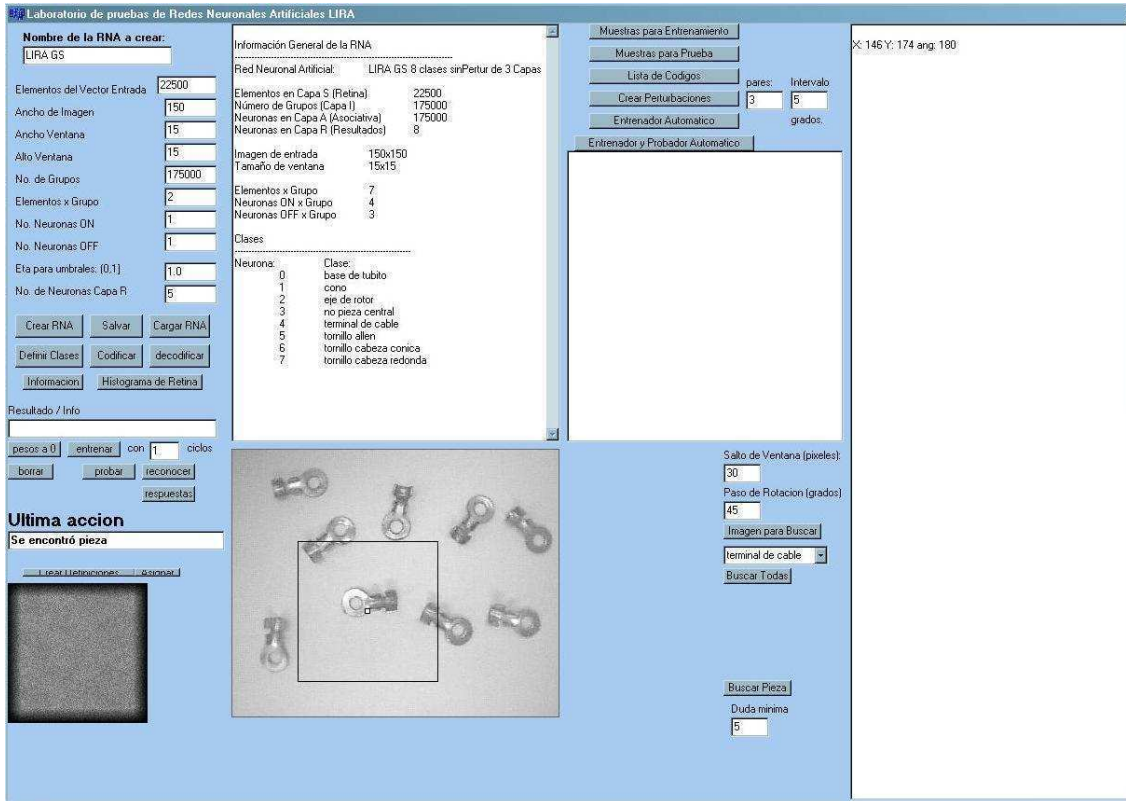 Laboratorio de pruebas de Redes Neuronales Artificiales LIRA
Nombre de la RNA a crear:
LIRA GS
Elementos del Vector Entrada 22500
Ancho de Imagen 150
Ancho Ventana 15
Alto Ventana 15
No. de Grupos 175000
Elementos x Grupo 2
No. Neuronas ON 1
No. Neuronas OFF 1
Eta para umbrales: (0,1] 1.0
No. de Neuronas Capa R 5
Crear RNA Salvar Cargar RNA
Definir Clases Codificar decodificar
Informacion Histograma de Retina
Resultado / Info
pesos a 0 entrenar con 1 ciclos
borrar probar reconocer
respuestas
Ultima accion
Se encontró pieza
Crear Definiciones Asignar
Información General de la RNA
Red Neuronal Artificial: LIRA GS 8 clases sinPertur de 3 Capas
Elementos en Capa S (Retina) 22500
Número de Grupos (Capa I) 175000
Neuronas en Capa A (Asociativa) 175000
Neuronas en Capa R (Resultados) 8
Imagen de entrada 150x150
Tamaño de ventana 15x15
Elementos x Grupo 7
Neuronas ON x Grupo 4
Neuronas OFF x Grupo 3
Clases
Neurona: Clase:
0 base de tubito
1 cono
2 eje de rotor
3 no pieza central
4 terminal de cable
5 tornillo allen
6 tornillo cabeza conica
7 tornillo cabeza redonda
Muestras para Entrenamiento
Muestras para Prueba
Lista de Codigos
Crear Perturbaciones
Entrenador Automatico
Entrenador y Probador Automatico
pares: Intervalo
3 5
grados.
Salto de Ventana (pixeles):
30
Paso de Rotacion (grados)
45
Imagen para Buscar
terminal de cable
Buscar Todas
Buscar Pieza
Duda minima
5
X: 146 Y: 174 ang: 180